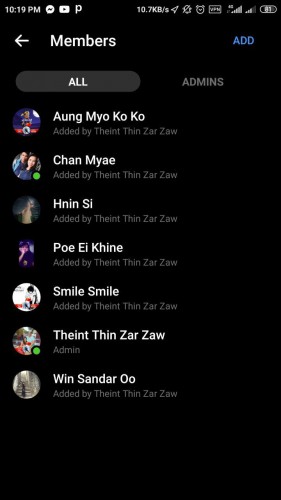 10:19 PM
10.7KB/s
VPN
4G
81
Members
ADD
ALL
ADMINS
Aung Myo Ko Ko
Added by Theint Thin Zar Zaw
Chan Myae
Added by Theint Thin Zar Zaw
Hnin Si
Added by Theint Thin Zar Zaw
Poe Ei Khine
Added by Theint Thin Zar Zaw
Smile Smile
Added by Theint Thin Zar Zaw
Theint Thin Zar Zaw
Admin
Win Sandar Oo
Added by Theint Thin Zar Zaw